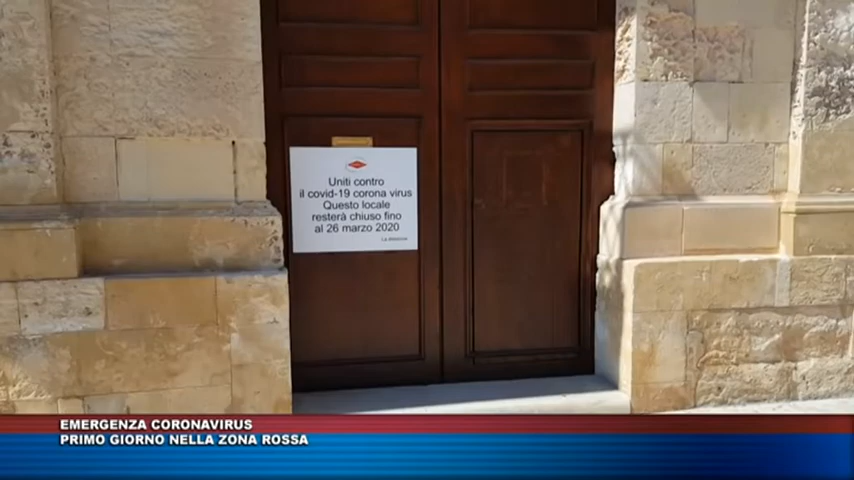 Uniti contro
il covid-19 corona virus
Questo locale
resterà chiuso fino
al 26 marzo 2020
EMERGENZA CORONAVIRUS
PRIMO GIORNO NELLA ZONA ROSSA